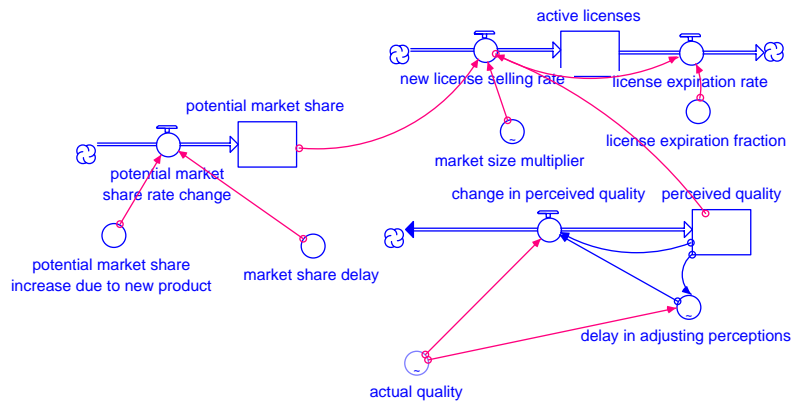 active licenses
new license selling rate
license expiration rate
potential market share
license expiration fraction
~
market size multiplier
potential market
share rate change
change in perceived quality
perceived quality
potential market share
increase due to new product
market share delay
~
delay in adjusting perceptions
~
actual quality